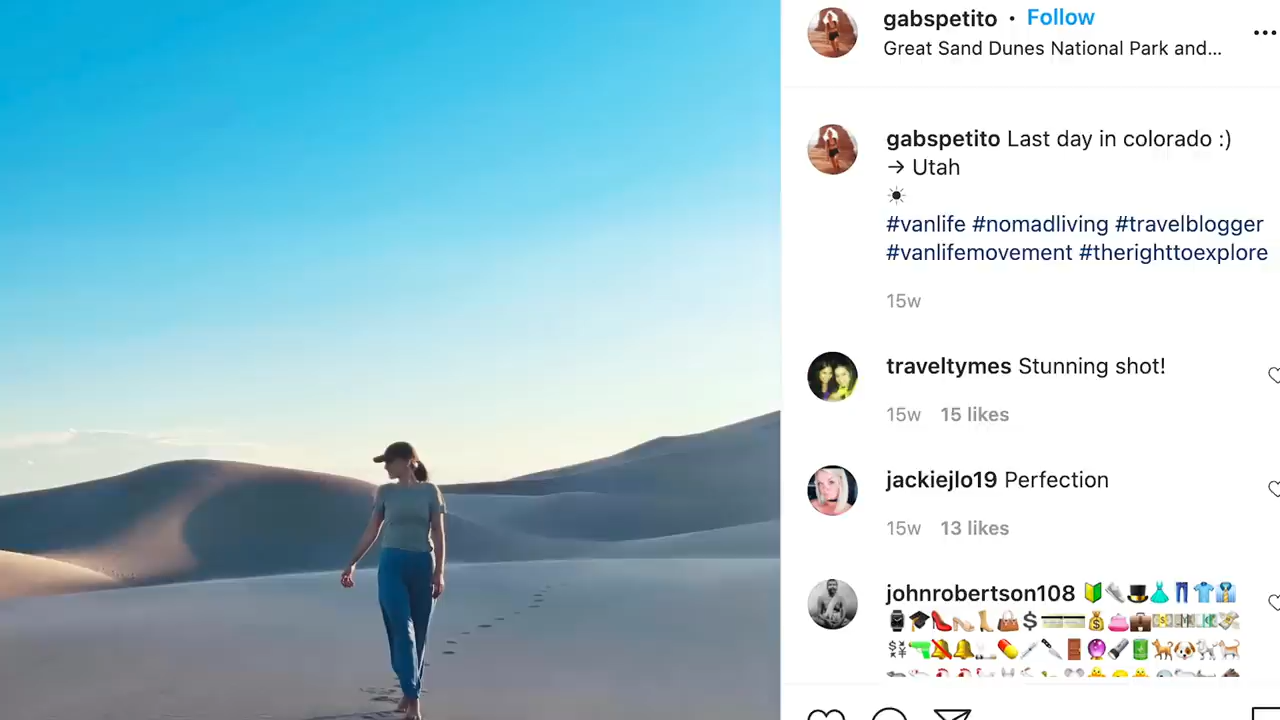 gabspetito • Follow
Great Sand Dunes National Park and...
gabspetito Last day in colorado :)
→ Utah
☀
#vanlife #nomadliving #travelblogger
#vanlifemovement #therighttoexplore
15w
traveltymes Stunning shot!
15w 15 likes
jackiejlo19 Perfection
15w 13 likes
johnrobertson108